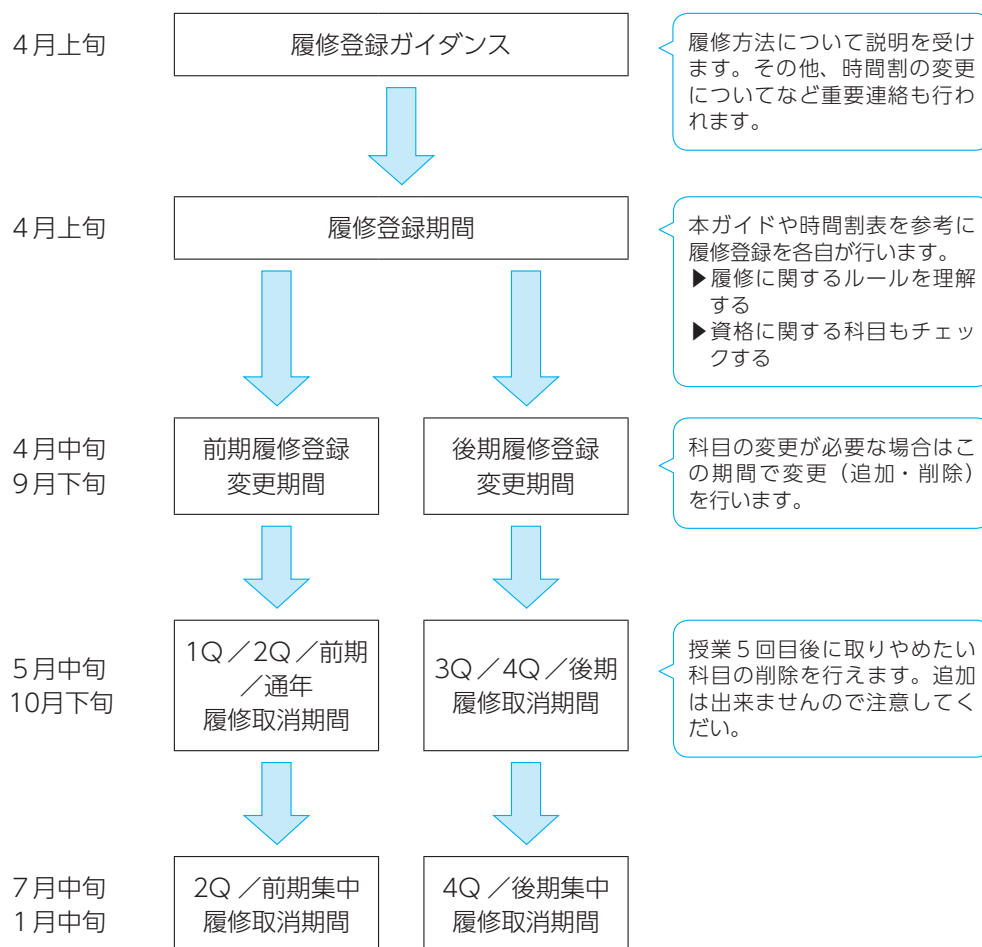 4月上旬
履修登録ガイダンス
履修方法について説明を受け
ます。その他、時間割の変更
についてなど重要連絡も行わ
れます。
4月上旬
履修登録期間
本ガイドや時間割表を参考に
履修登録を各自が行います。
▶履修に関するルールを理解
する
▶資格に関する科目もチェッ
クする
4月中旬
9月下旬
前期履修登録
変更期間
後期履修登録
変更期間
科目の変更が必要な場合はこ
の期間で変更（追加・削除）
を行います。
5月中旬
10月下旬
1Q／2Q／前期
／通年
履修取消期間
3Q／4Q／後期
履修取消期間
授業5回目後に取りやめたい
科目の削除を行えます。追加
は出来ませんので注意してく
だい。
7月中旬
1月中旬
2Q／前期集中
履修取消期間
4Q／後期集中
履修取消期間